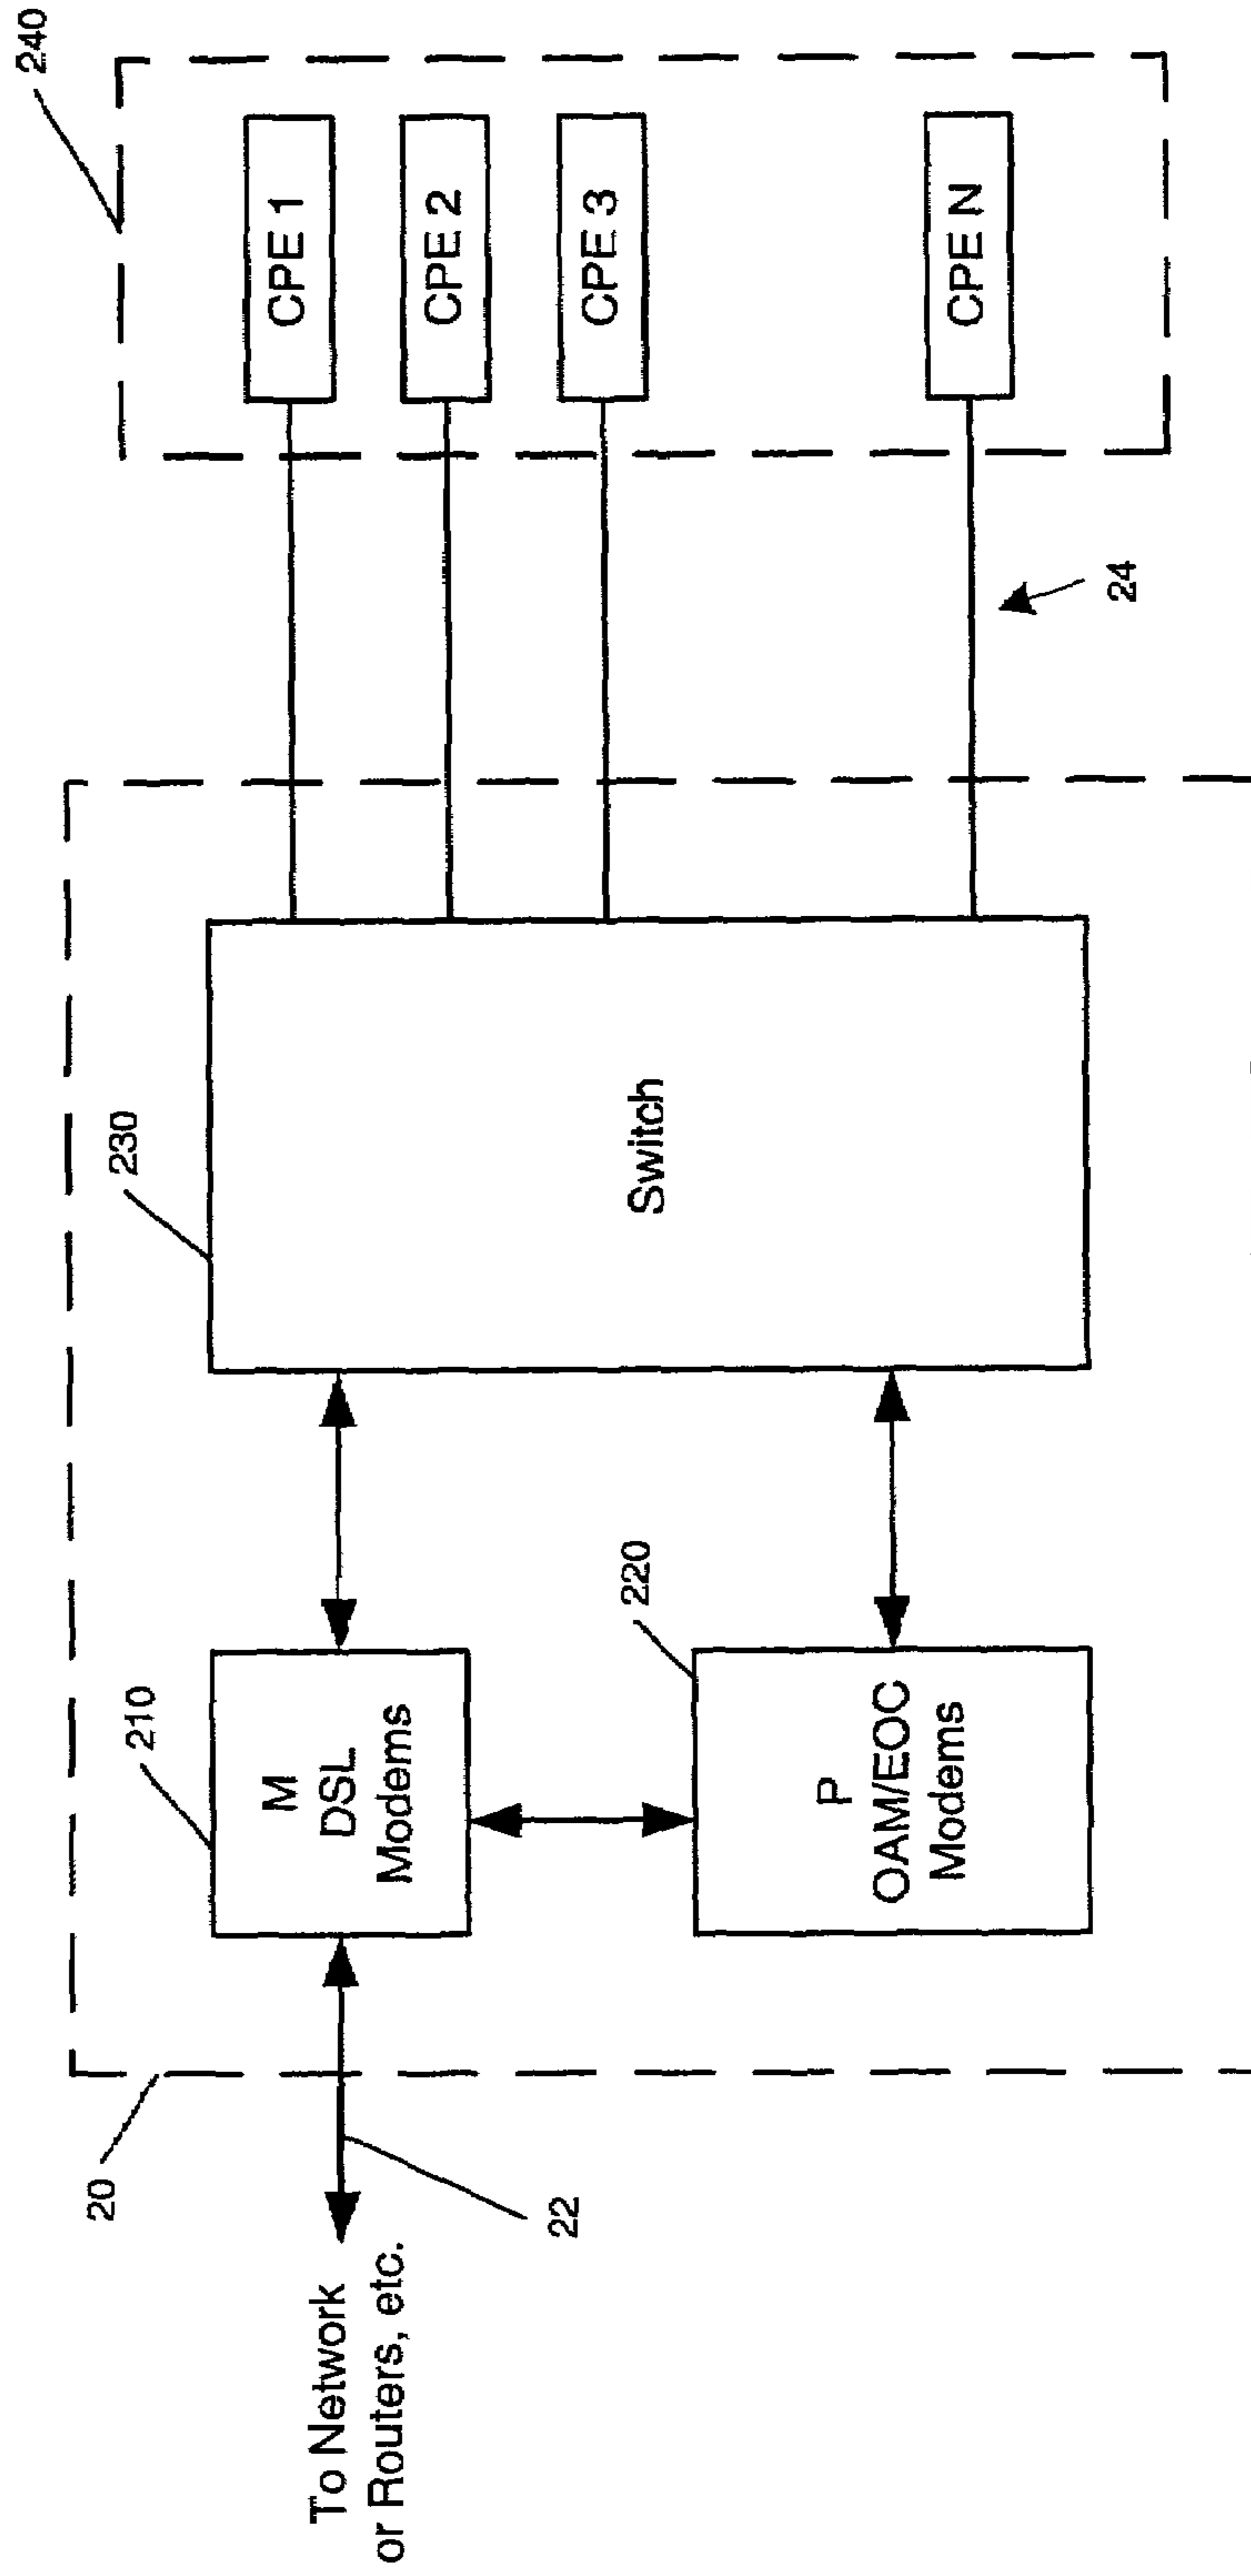 To Network
or Routers, etc.
22
20
210
M
DSL
Modems
220
P
OAM/EOC
Modems
230
Switch
24
240
CPE 1
CPE 2
CPE 3
CPE N